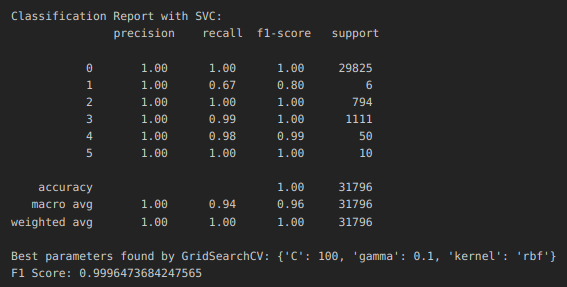 Classification Report with SVC:
precision recall f1-score support
0 1.00 1.00 1.00 29825
1 1.00 0.67 0.80 6
2 1.00 1.00 1.00 794
3 1.00 0.99 1.00 1111
4 1.00 0.98 0.99 50
5 1.00 1.00 1.00 10
accuracy 1.00 31796
macro avg 1.00 0.94 0.96 31796
weighted avg 1.00 1.00 1.00 31796
Best parameters found by GridSearchCV: {'C': 100, 'gamma': 0.1, 'kernel': 'rbf'}
F1 Score: 0.9996473684247565